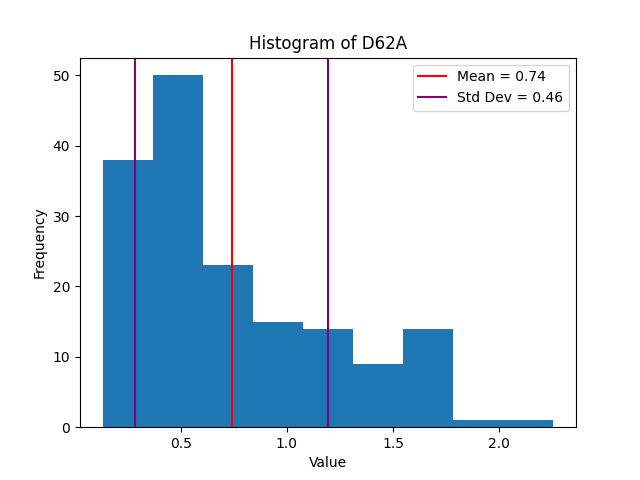 Histogram of D62A
Mean = 0.74
Std Dev = 0.46
50
40
30
20
10
0
Frequency
0.5
1.0
1.5
2.0
Value